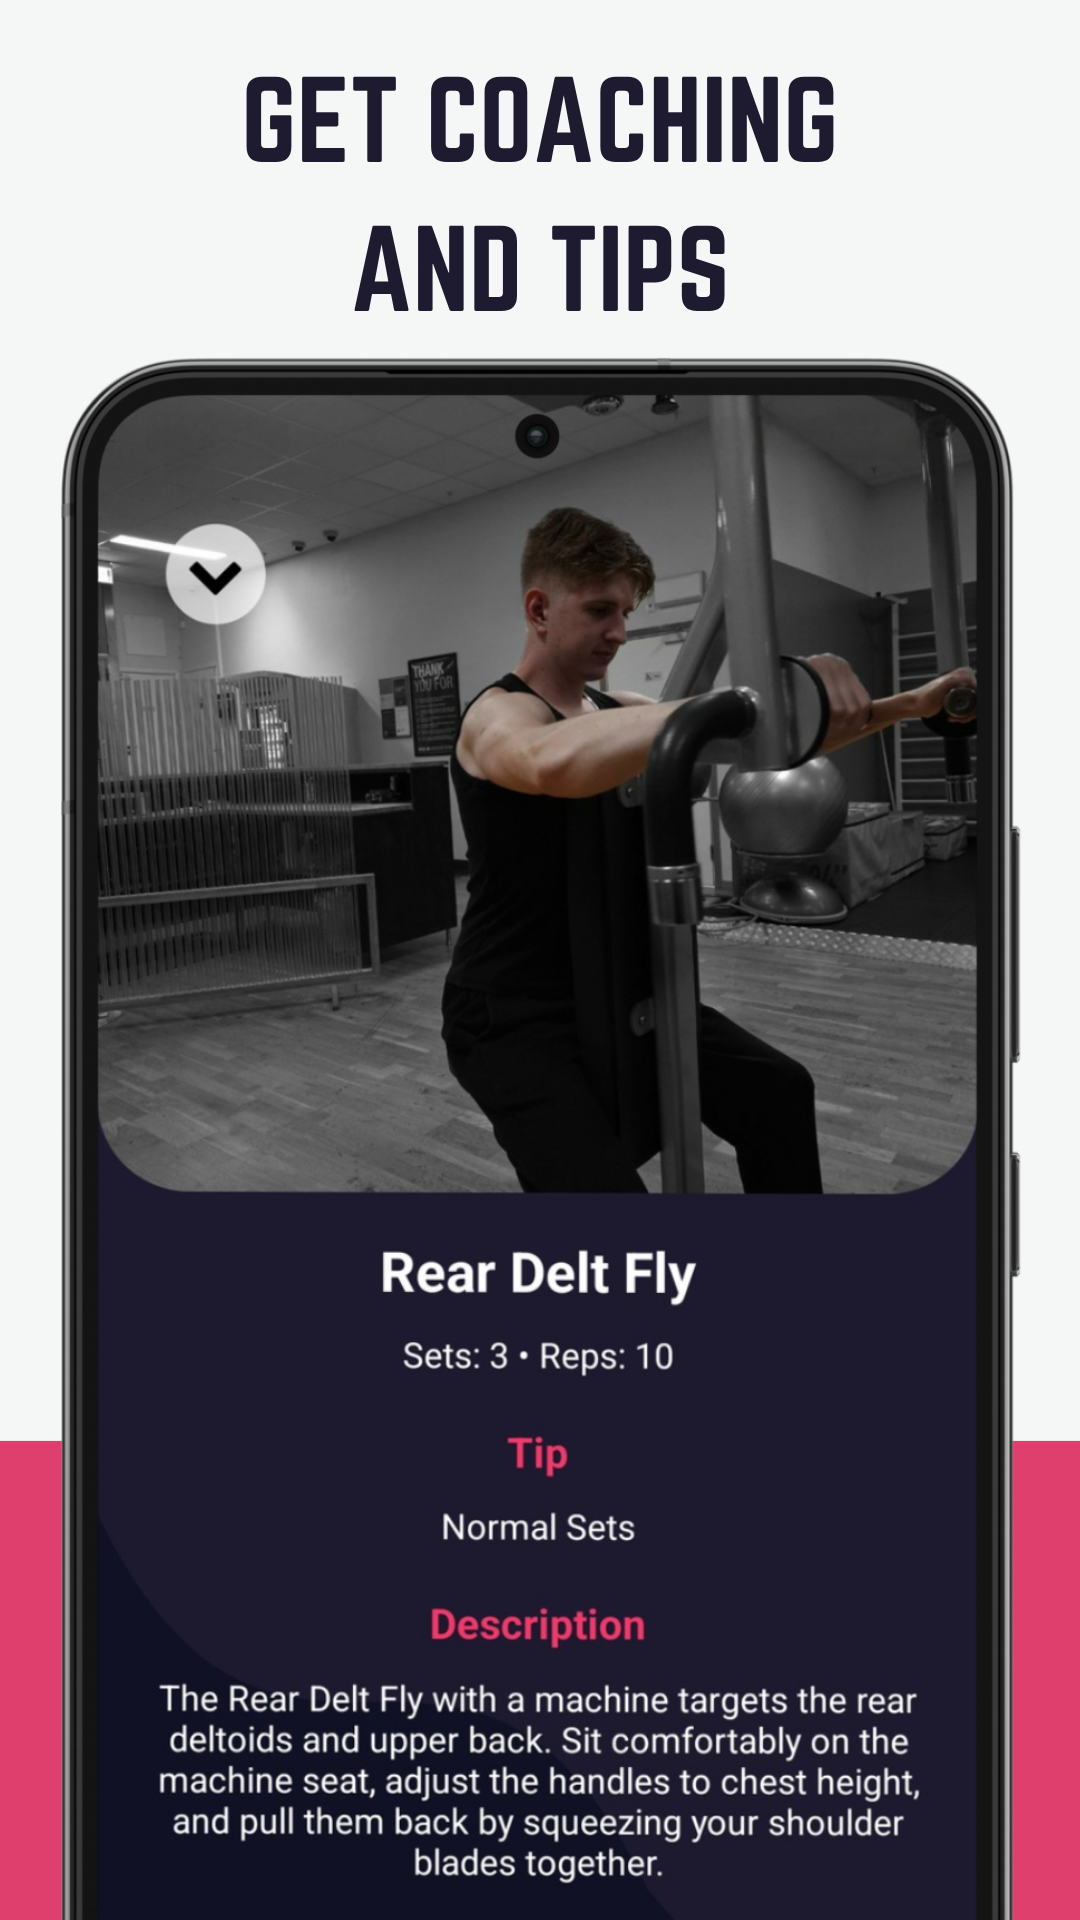 GET COACHING
AND TIPS
THANK
YOU FOR
Rear Delt Fly
Sets: 3 • Reps: 10
Tip
Normal Sets
Description
The Rear Delt Fly with a machine targets the rear
deltoids and upper back. Sit comfortably on the
machine seat, adjust the handles to chest height,
and pull them back by squeezing your shoulder
blades together.